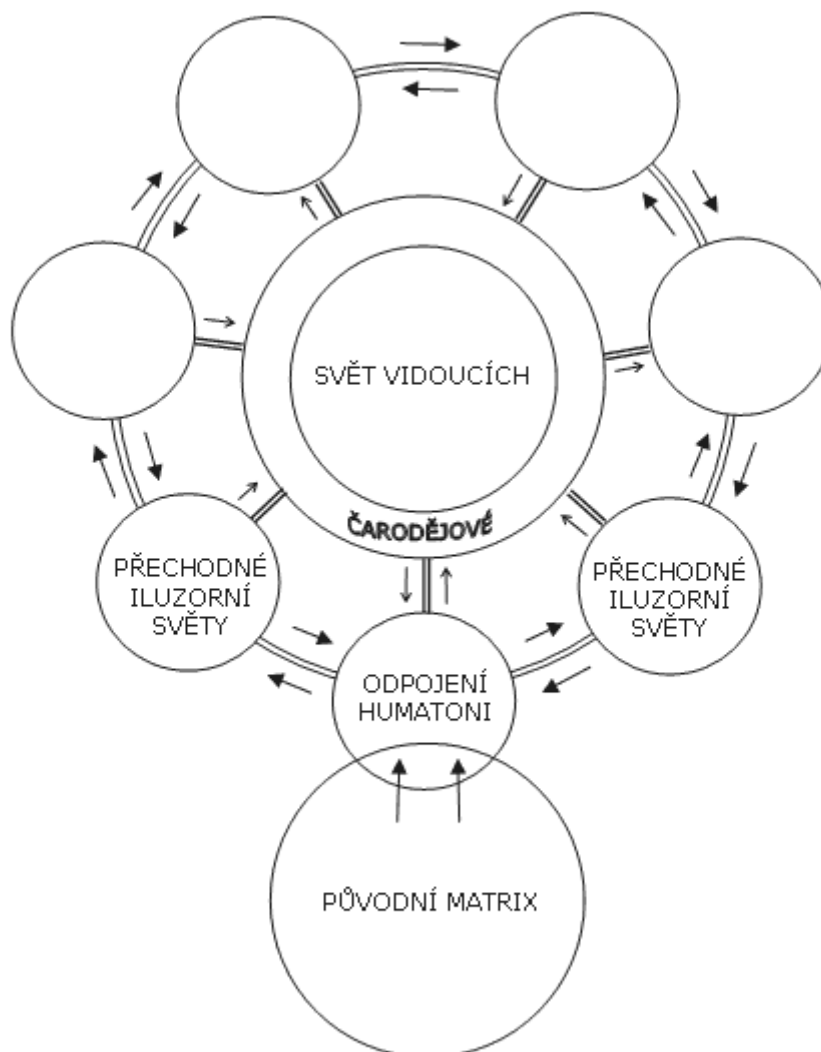 SVĚT VIDOUCÍCH
ČARODĚJOVÉ
PŘECHODNÉ
ILUZORNÍ
SVĚTY
PŘECHODNÉ
ILUZORNÍ
SVĚTY
ODPOJENÍ
HUMATONI
PŮVODNÍ MATRIX